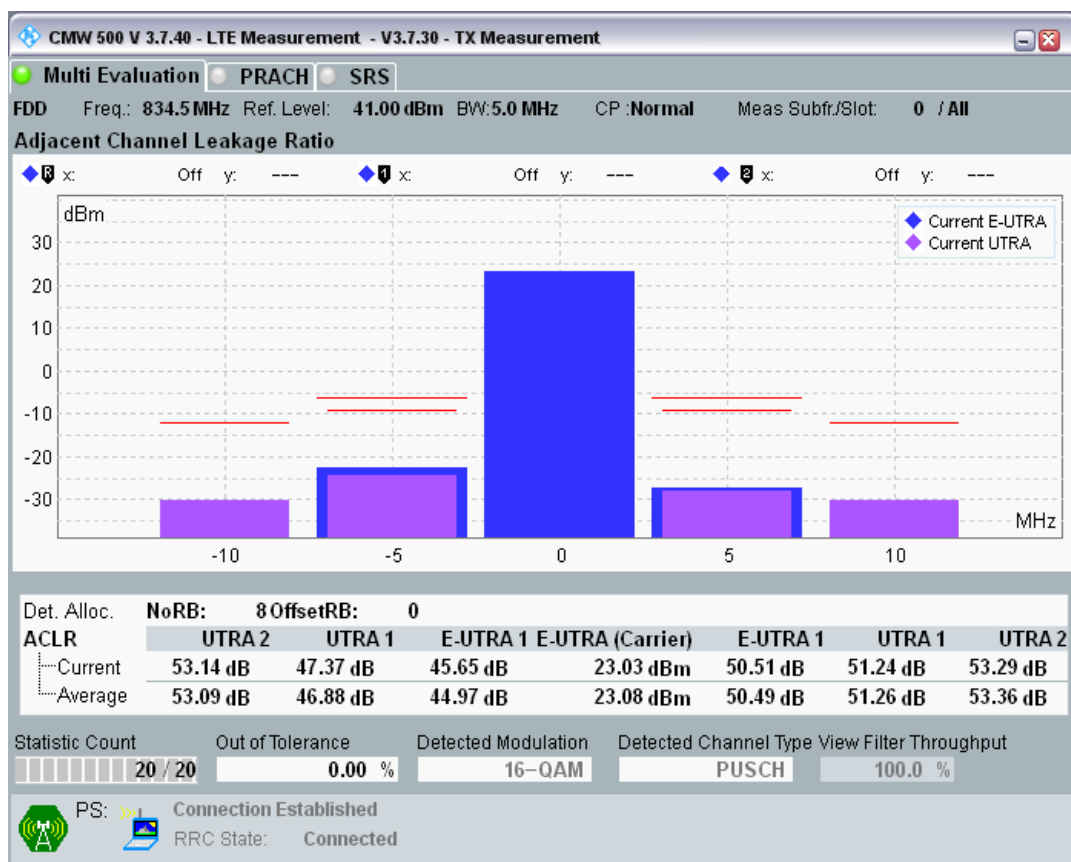 CMW 500 V 3.7.40 - LTE Measurement - V3.7.30 - TX Measurement
Multi Evaluation PRACH SRS
FDD Freq.: 834.5 MHz Ref. Level: 41.00 dBm BW:5.0 MHz CP :Normal Meas Subfr./Slot: 0 / All
Adjacent Channel Leakage Ratio
R x: Off y: --- 1 x: Off y: --- 2 x: Off y: ---
dBm
Current E-UTRA
Current UTRA
30
20
10
0
-10
-20
-30
MHz
-10 -5 0 5 10
Det. Alloc. NoRB: 8 OffsetRB: 0
ACLR UTRA 2 UTRA 1 E-UTRA 1 E-UTRA (Carrier) E-UTRA 1 UTRA 1 UTRA 2
Current 53.14 dB 47.37 dB 45.65 dB 23.03 dBm 50.51 dB 51.24 dB 53.29 dB
Average 53.09 dB 46.88 dB 44.97 dB 23.08 dBm 50.49 dB 51.26 dB 53.36 dB
Statistic Count Out of Tolerance Detected Modulation Detected Channel Type View Filter Throughput
20 / 20 0.00 % 16-QAM PUSCH 100.0 %
PS: Connection Established
RRC State: Connected